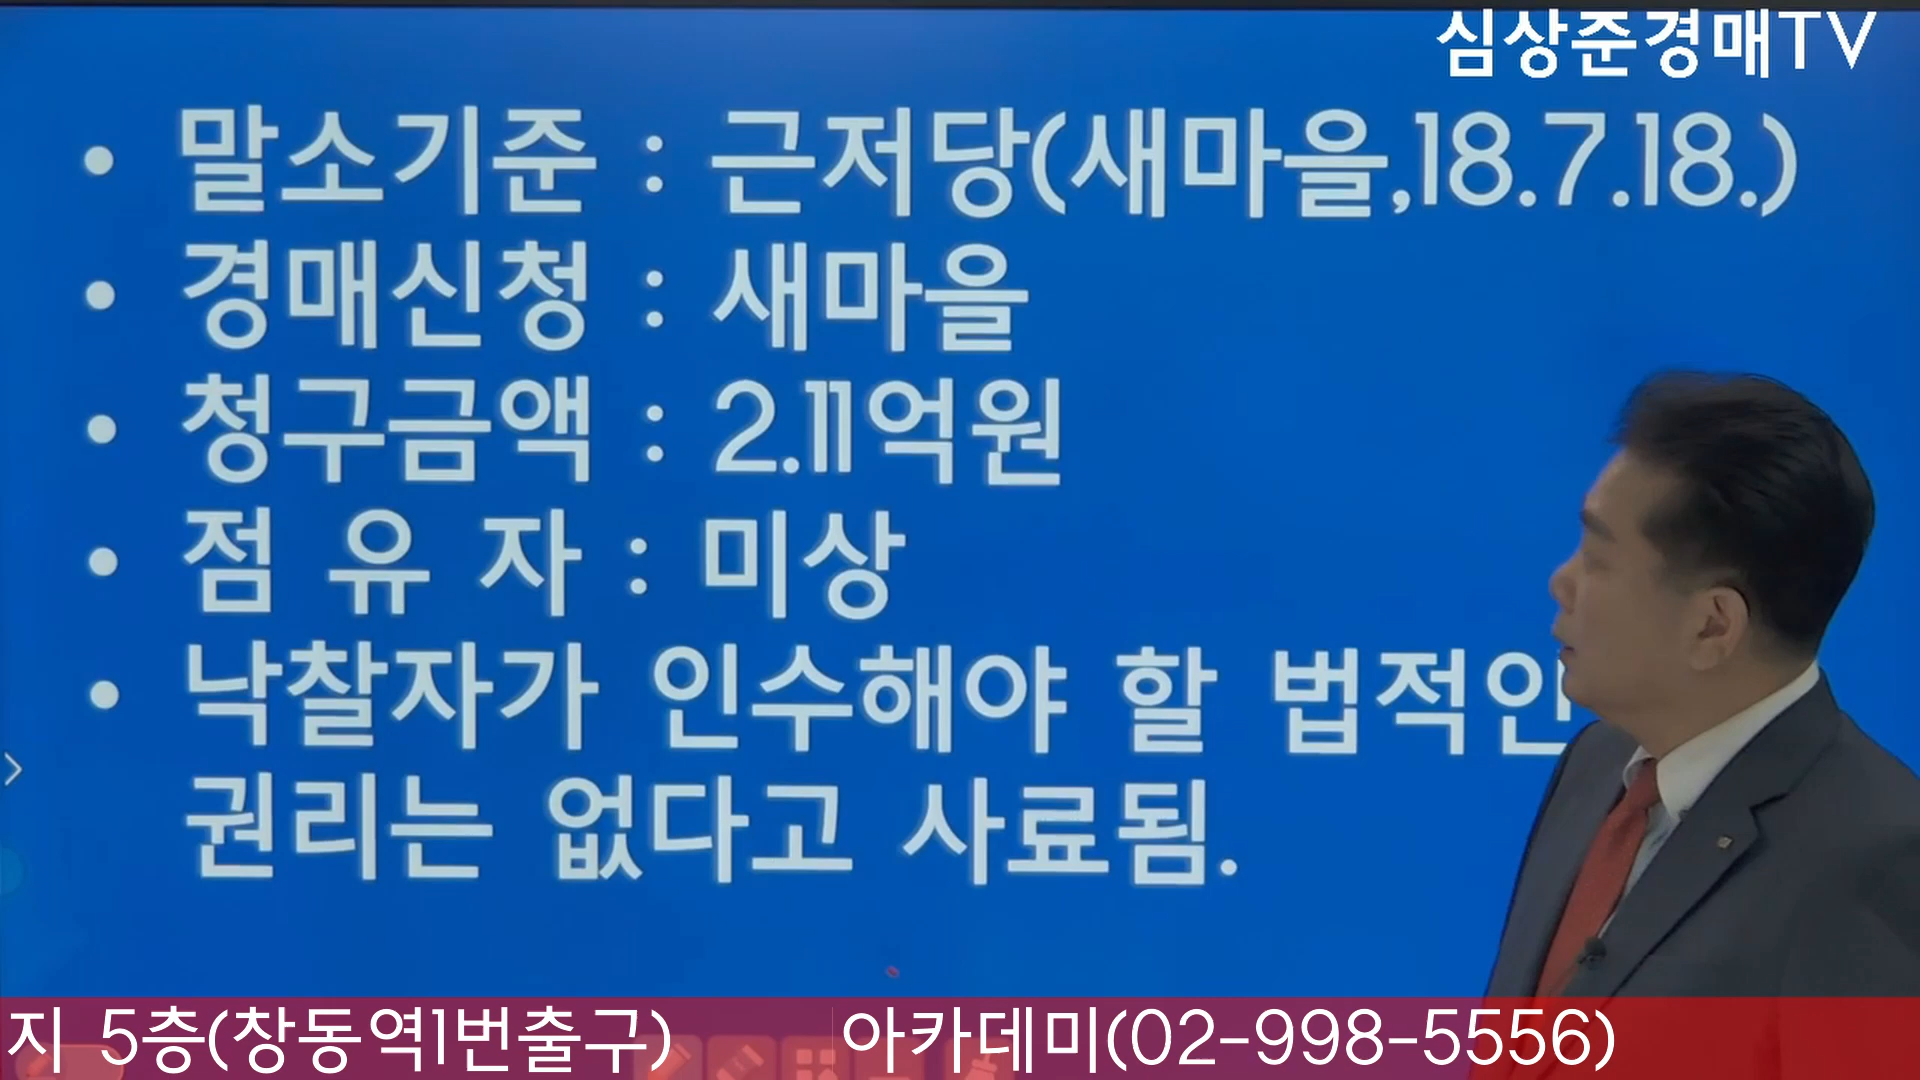 심상준경매TV
• 말소기준 : 근저당(새마을,18.7.18.)
• 경매신청 : 새마을
• 청구금액 : 2.11억원
• 점 유 자 : 미상
• 낙찰자가 인수해야 할 법적인
권리는 없다고 사료됨.
지 5층(창동역1번출구) 아카데미(02-998-5556)